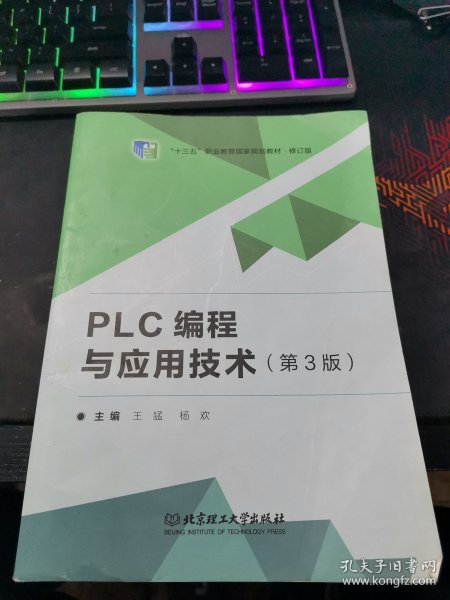 “十三五”职业教育国家规划教材·修订版
PLC 编程
与应用技术（第3版）
主编 王猛 杨欢
北京理工大学出版社
BEIJING INSTITUTE OF TECHNOLOGY PRESS
孔夫子旧书网
www.kongfz.com